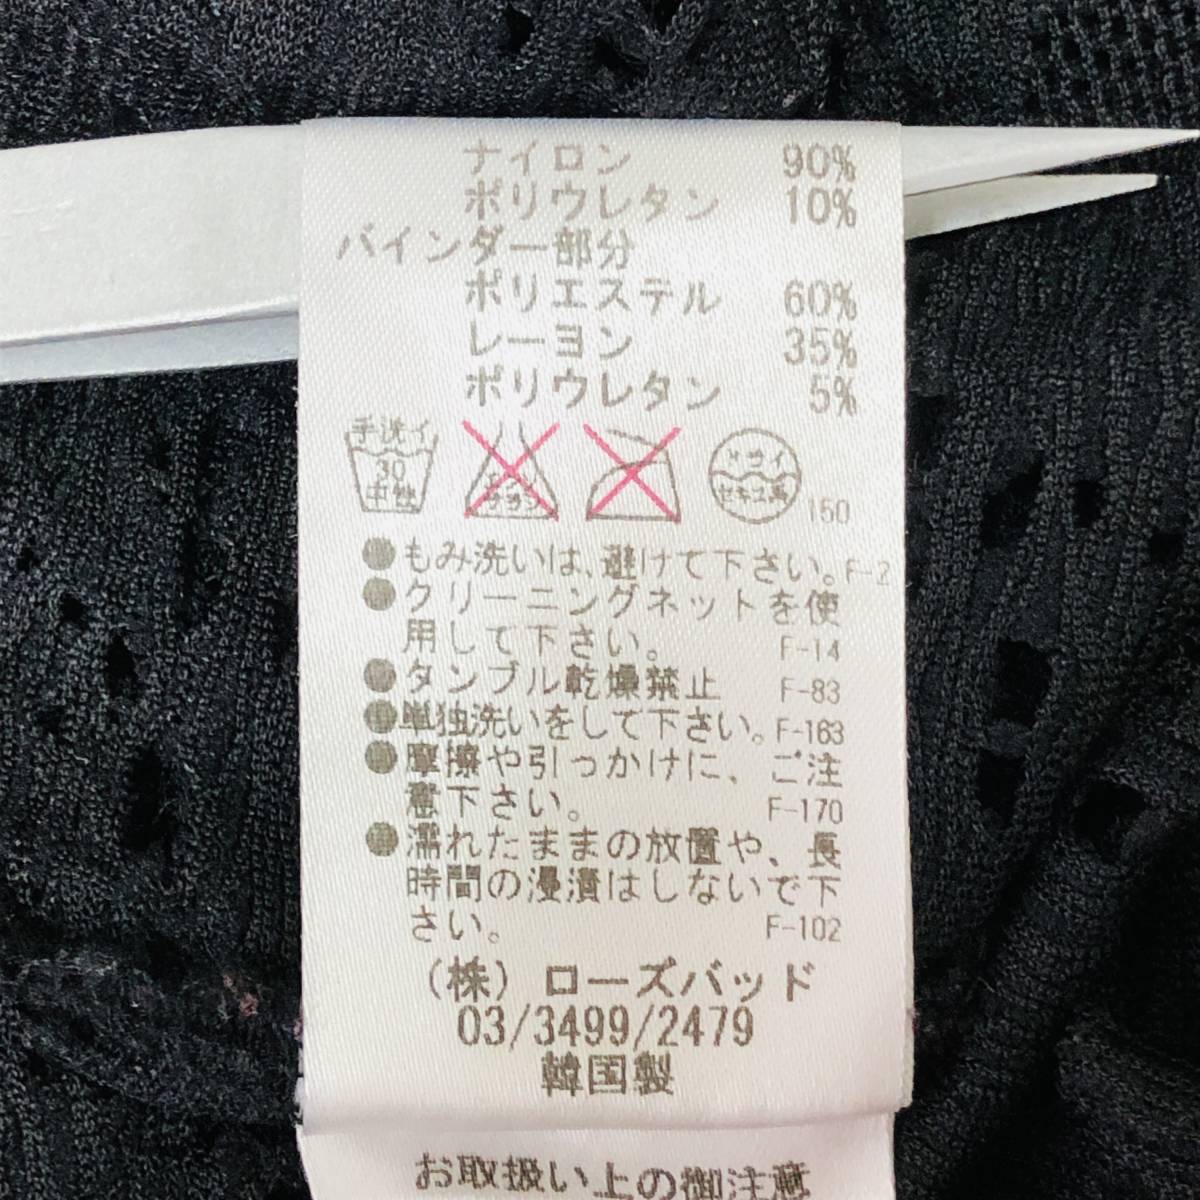 ナイロン 90%
ポリウレタン 10%
バインダー部分
ポリエステル 60%
レーヨン 35%
ポリウレタン 5%
手洗イ
30
中性
エンソ
サラシ
ドライ
セキユ系
150
●もみ洗いは、避けて下さい。F-2
●クリーニングネットを使
用して下さい。 F-14
●タンブル乾燥禁止 F-83
●単独洗いをして下さい。F-163
●摩擦や引っかけに、ご注
意下さい。 F-170
●濡れたままの放置や、長
時間の浸漬はしないで下
さい。 F-102
(株) ローズバッド
03/3499/2479
韓国製
お取扱い上の御注意